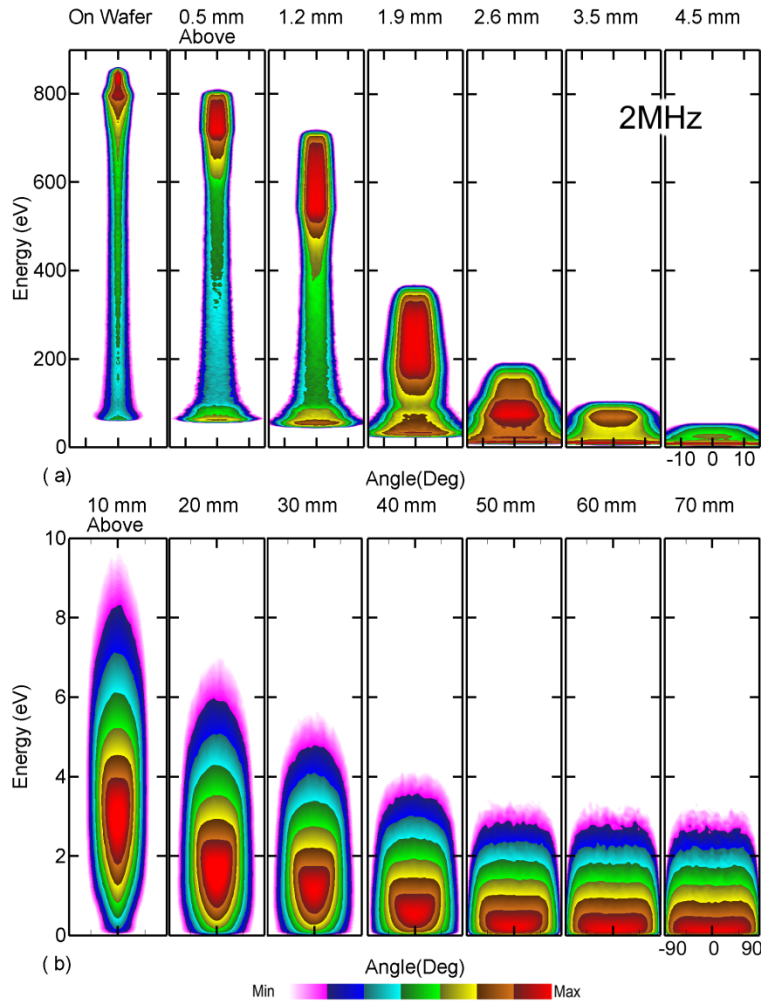 On Wafer 0.5 mm Above 1.2 mm 1.9 mm 2.6 mm 3.5 mm 4.5 mm
2MHz
Energy (eV)
800
600
400
200
0
-10 0 10
( a) Angle(Deg)
10 mm Above 20 mm 30 mm 40 mm 50 mm 60 mm 70 mm
Energy (eV)
10
8
6
4
2
0
-90 0 90
( b) Angle(Deg)
Min Max